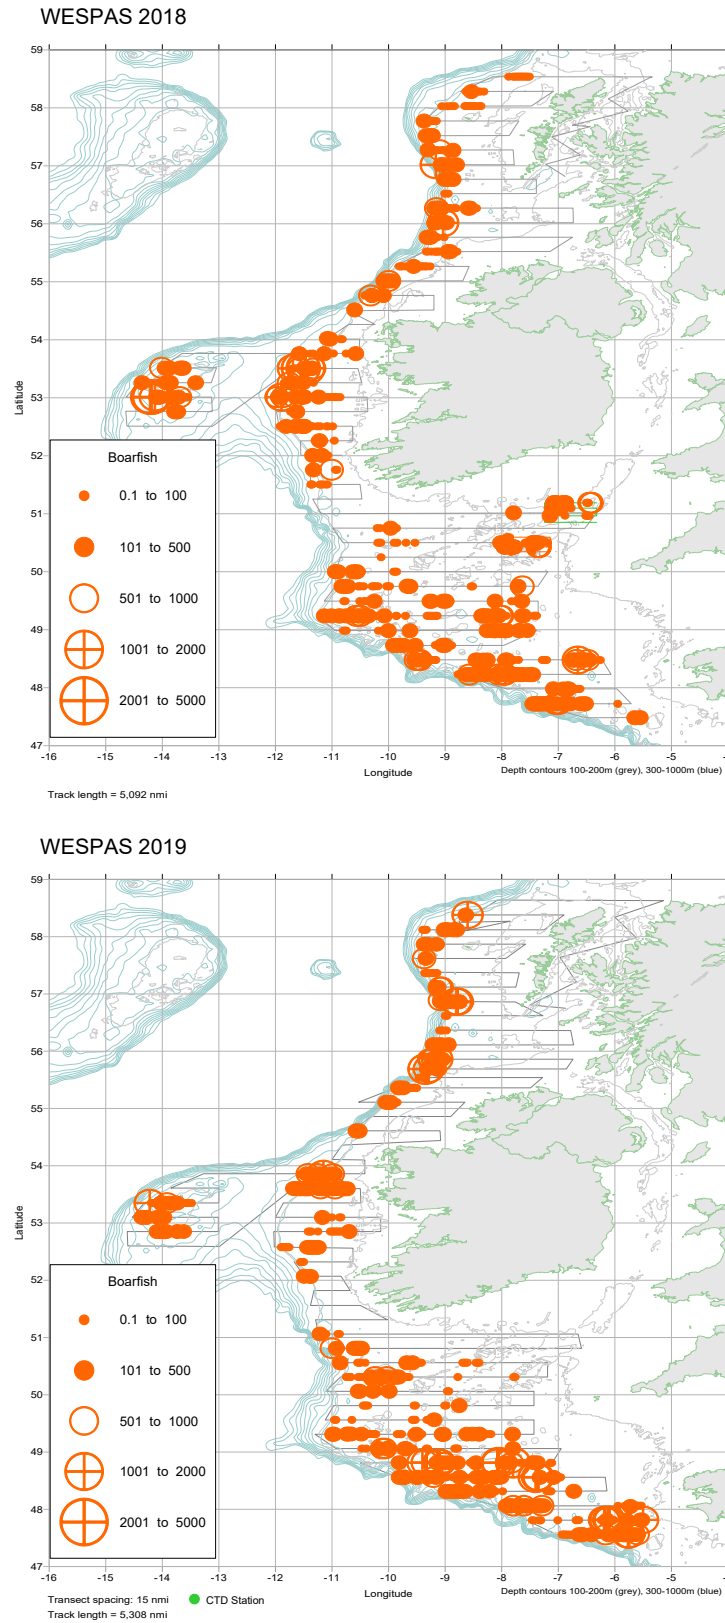 WESPAS 2018
59
58
57
56
55
54
53
52
51
50
49
48
47
Latitude
Boarfish
0.1 to 100
101 to 500
501 to 1000
1001 to 2000
2001 to 5000
-16 -15 -14 -13 -12 -11 -10 -9 -8 -7 -6 -5
Longitude
Depth contours 100-200m (grey), 300-1000m (blue)
Track length = 5,092 nmi
WESPAS 2019
59
58
57
56
55
54
53
52
51
50
49
48
47
Latitude
Boarfish
0.1 to 100
101 to 500
501 to 1000
1001 to 2000
2001 to 5000
-16 -15 -14 -13 -12 -11 -10 -9 -8 -7 -6 -5
Longitude
Depth contours 100-200m (grey), 300-1000m (blue)
Transect spacing: 15 nmi CTD Station
Track length = 5,308 nmi